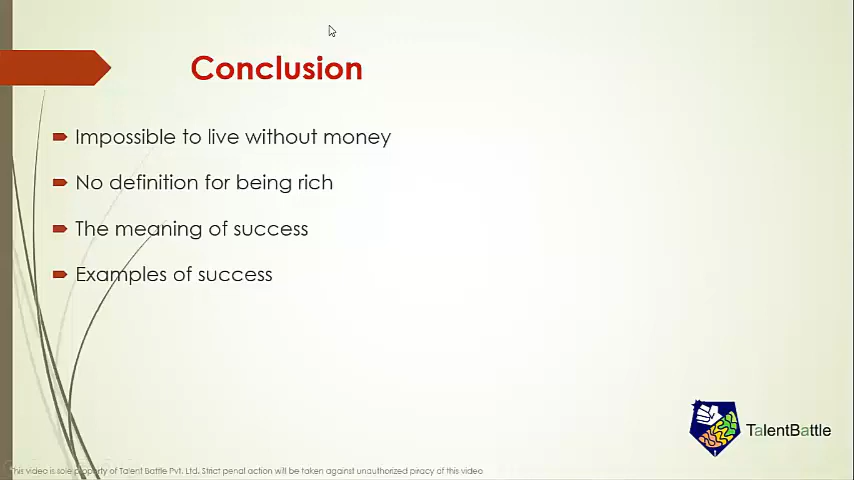 Conclusion
Impossible to live without money
No definition for being rich
The meaning of success
Examples of success
TalentBattle
This video is sole property of Talent Battle Pvt. Ltd. Strict penal action will be taken against unauthorized piracy of this video